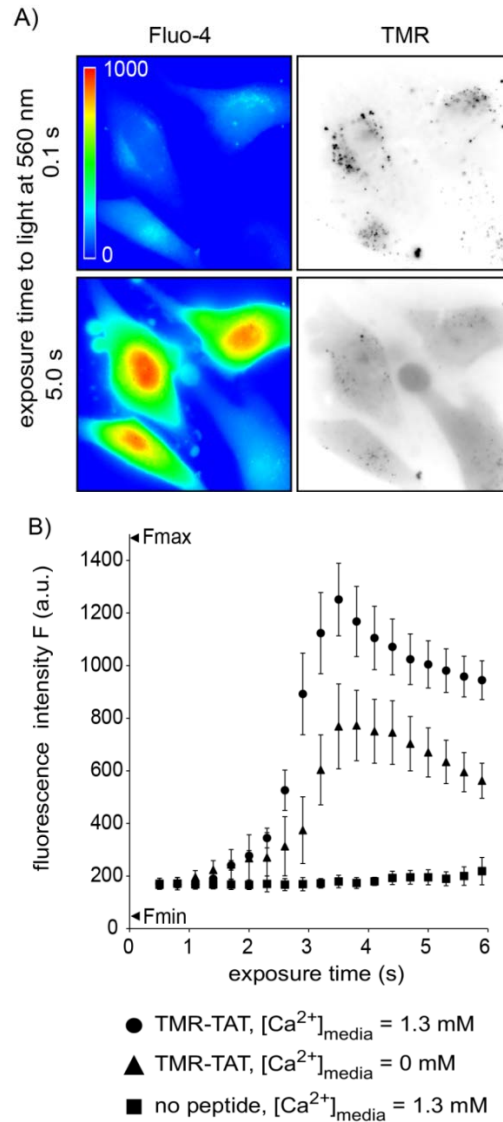 A)
Fluo-4 TMR
exposure time to light at 560 nm
0.1 s
5.0 s
1000
0
B)
fluorescence intensity F (a.u.)
1400
1200
1000
800
600
400
200
0
Fmax
Fmin
0 1 2 3 4 5 6
exposure time (s)
● TMR-TAT, [Ca²⁺]media = 1.3 mM
▲ TMR-TAT, [Ca²⁺]media = 0 mM
■ no peptide, [Ca²⁺]media = 1.3 mM